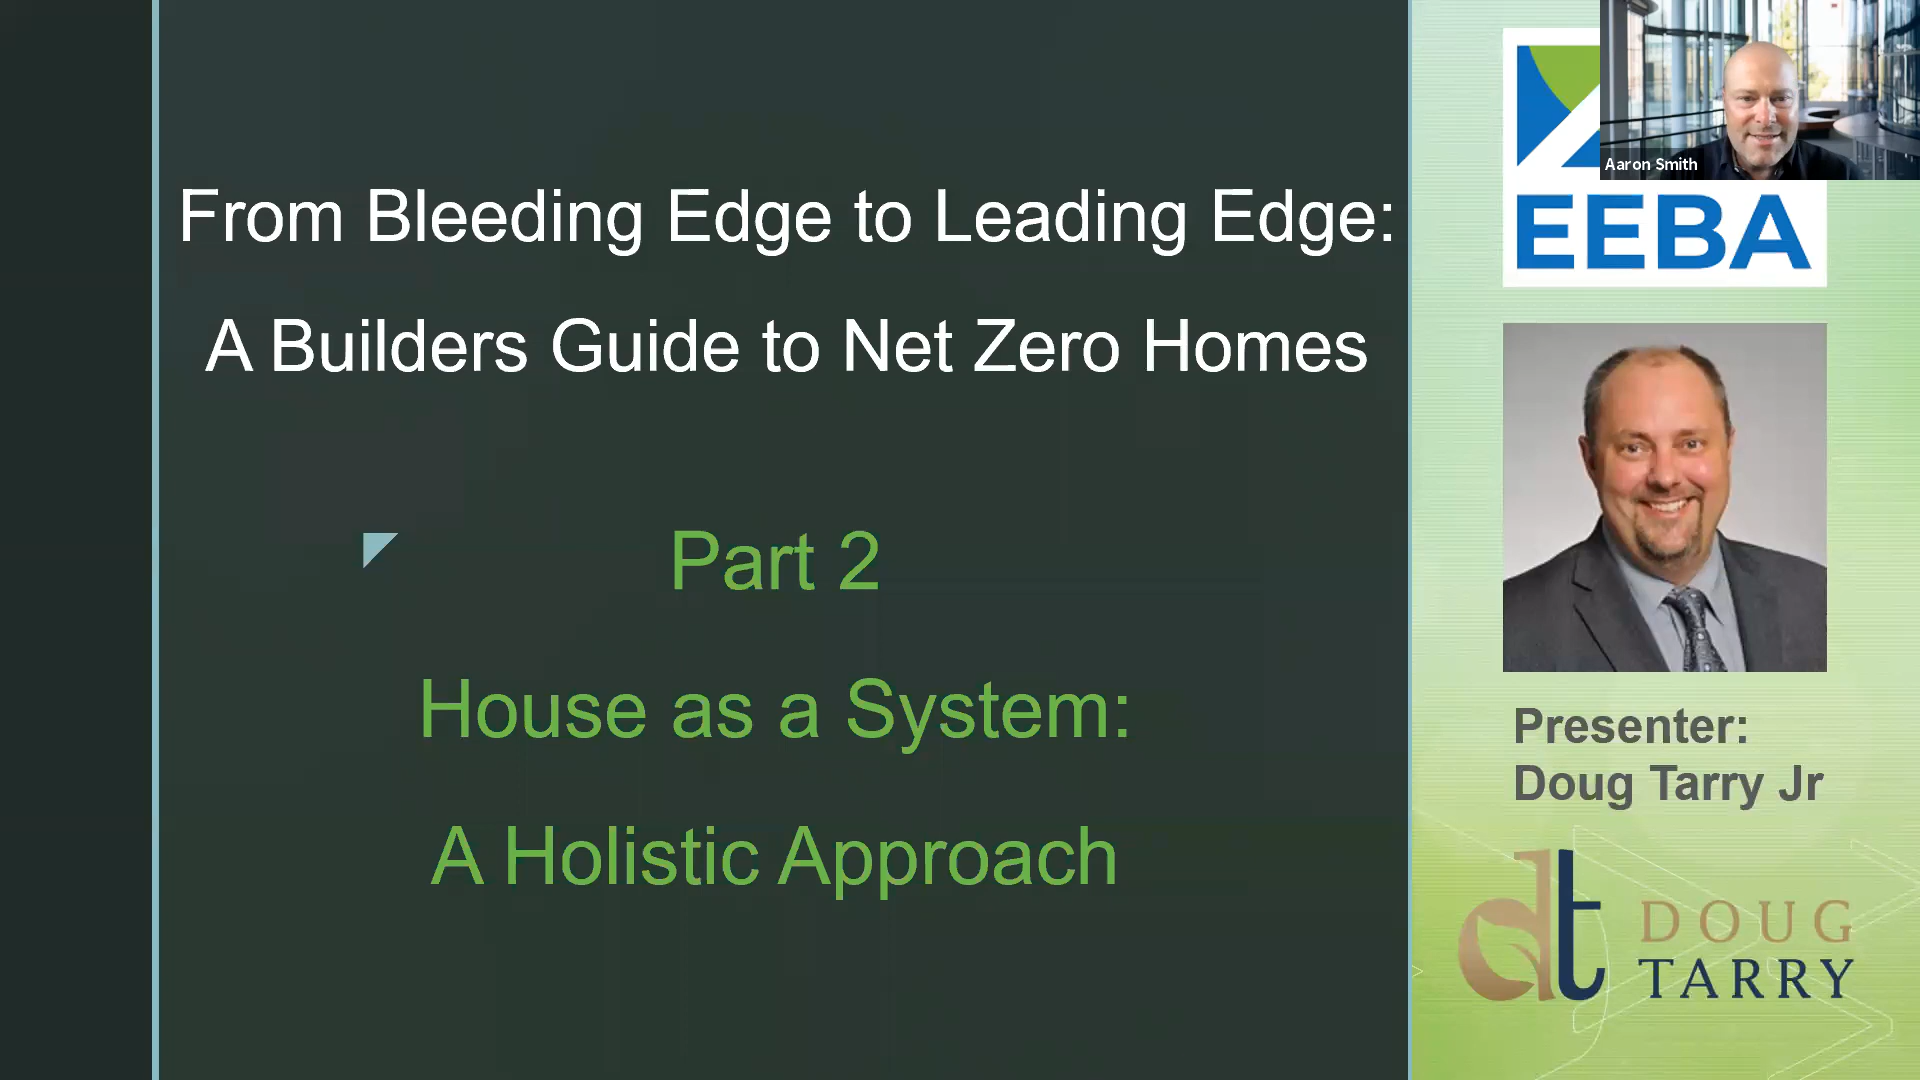 From Bleeding Edge to Leading Edge:
A Builders Guide to Net Zero Homes
Part 2
House as a System:
A Holistic Approach
Aaron Smith
EEBA
Presenter:
Doug Tarry Jr
dt
DOUG
TARRY